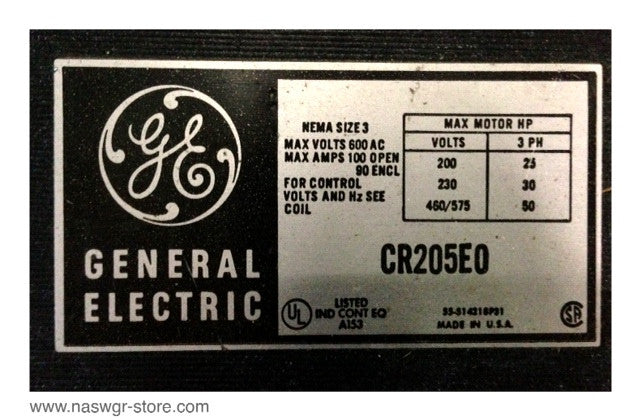 GE
GENERAL
ELECTRIC
NEMA SIZE 3
MAX VOLTS 600 AC
MAX AMPS 100 OPEN
90 ENCL
FOR CONTROL
VOLTS AND Hz SEE
COIL
MAX MOTOR HP
VOLTS 3 PH
200 25
230 30
460/575 50
CR205E0
UL
LISTED
IND CONT EQ
A153
MADE IN U.S.A.
SA
www.naswgr-store.com